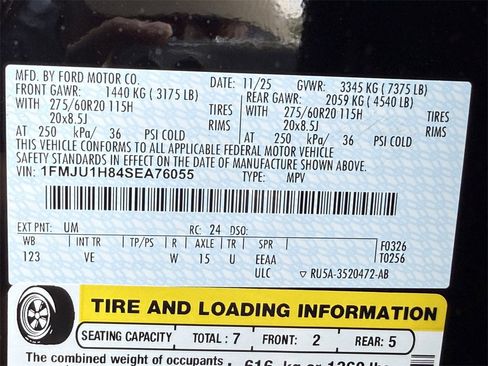 MFD. BY FORD MOTOR CO. DATE: 11/25 GVWR: 3345 KG ( 7375 LB)
FRONT GAWR: 1440 KG ( 3175 LB) REAR GAWR: 2059 KG ( 4540 LB)
WITH 275/60R20 115H TIRES WITH 275/60R20 115H TIRES
20x8.5J RIMS 20x8.5J RIMS
AT 250 kPa/ 36 PSI COLD AT 250 kPa/ 36 PSI COLD
THIS VEHICLE CONFORMS TO ALL APPLICABLE FEDERAL MOTOR VEHICLE
SAFETY STANDARDS IN EFFECT ON THE DATE OF MANUFACTURE SHOWN ABOVE.
VIN: 1FMJU1H84SEA76055 TYPE: MPV
EXT PNT: UM RC: 24 DSO: F0326
WB INT TR TP/PS R AXLE TR SPR T0256
123 VE W 15 U EEAA
ULC ▽ RU5A-3520472-AB
TIRE AND LOADING INFORMATION
SEATING CAPACITY TOTAL : 7 FRONT: 2 REAR: 5
The combined weight of occupants